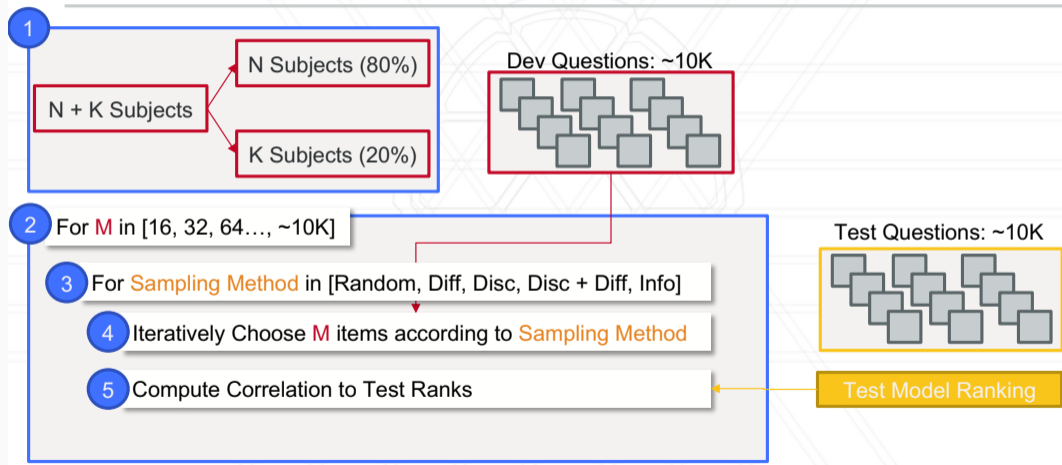 1
N + K Subjects
N Subjects (80%)
K Subjects (20%)
Dev Questions: ~10K
2
For M in [16, 32, 64…, ~10K]
3
For Sampling Method in [Random, Diff, Disc, Disc + Diff, Info]
4
Iteratively Choose M items according to Sampling Method
5
Compute Correlation to Test Ranks
Test Questions: ~10K
Test Model Ranking